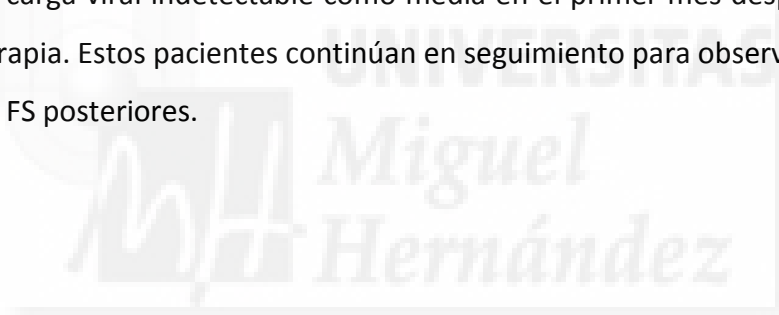 carga viral indetectable como media en el primer mes desp
rapia. Estos pacientes continúan en seguimiento para observ
FS posteriores.
UNIVERSITAS
Miguel
Hernández